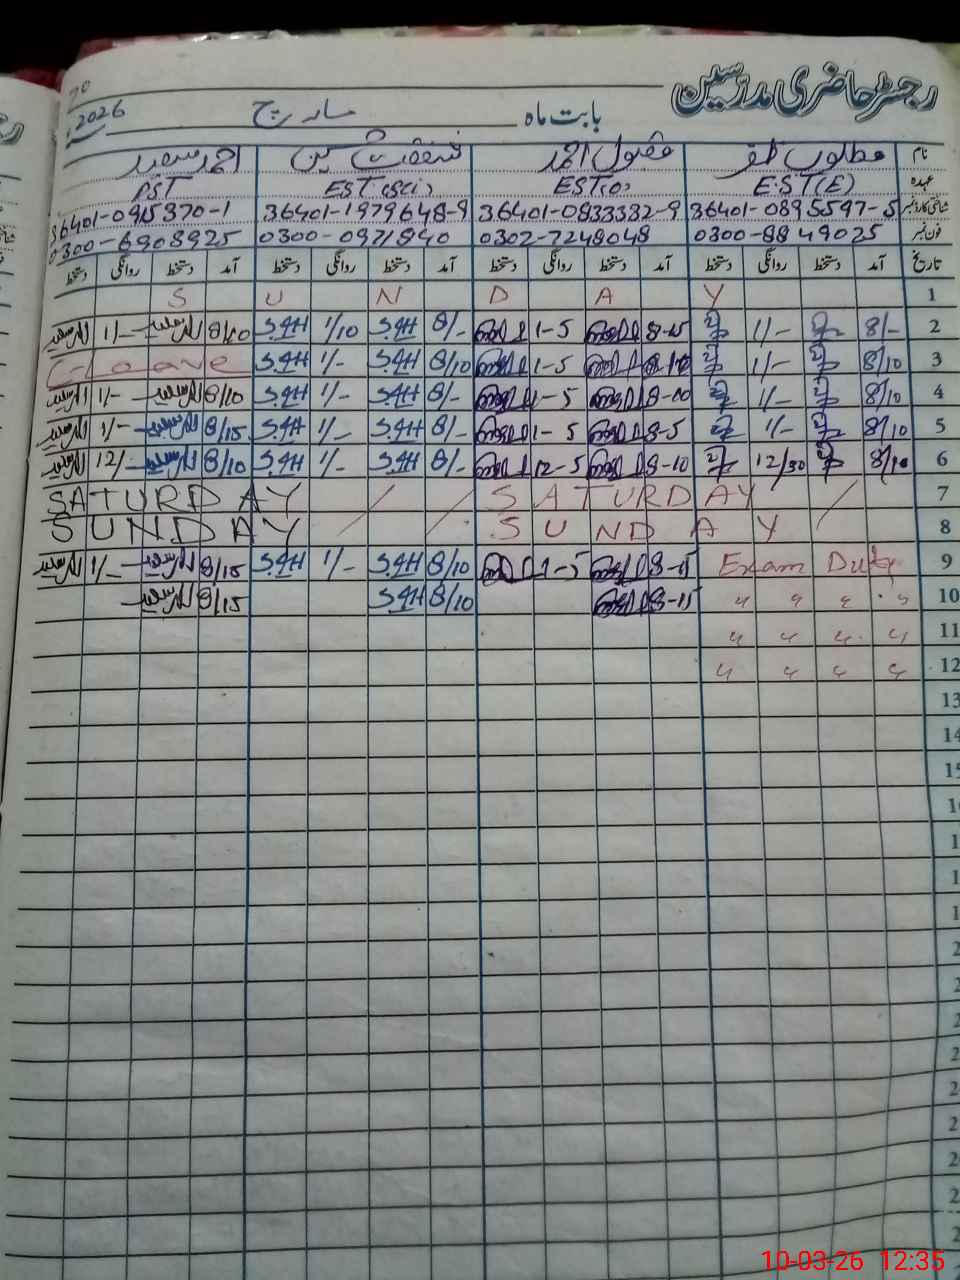 رجسٹر حاضری مدرسین
بابت ماہ مارچ 2026
نام مطلوب ظفر مقبول احمد احمد سعید
عہدہ E.S.T(E) EST(O) EST(Sci) PST
شناختی کارڈ نمبر 36401-0895597-5 36401-0833332-9 36401-1979648-9 36401-0915370-1
فون نمبر 0300-8849025 0302-7249048 0300-0971840 0300-6908925
تاریخ آمد دستخط روانگی دستخط آمد دستخط روانگی دستخط آمد دستخط روانگی دستخط آمد دستخط روانگی دستخط
1 S U N D A Y
2 8/- 1/- 8-15 1-5 8/- 1/10 8/10 1/-
3 8/10 1/- 8-10 1-5 8/10 1/- C-Leave
4 8/10 1/- 8-00 1-5 8/- 1/- 8/10 1/-
5 8/10 1/- 8-5 1-5 8/- 1/- 8/15 1/-
6 8/10 12/30 8-10 12-5 8/- 1/- 8/10 12/-
7 SATURDAY SATURDAY
8 SUNDAY SUNDAY
9 Exam Duty 8-15 1-5 8/10 1/- 8/15 1/-
10 " " " " 8-15 8/10 8/15
11 " " " "
12 " " " "
13
14
15
10-03-26 12:35